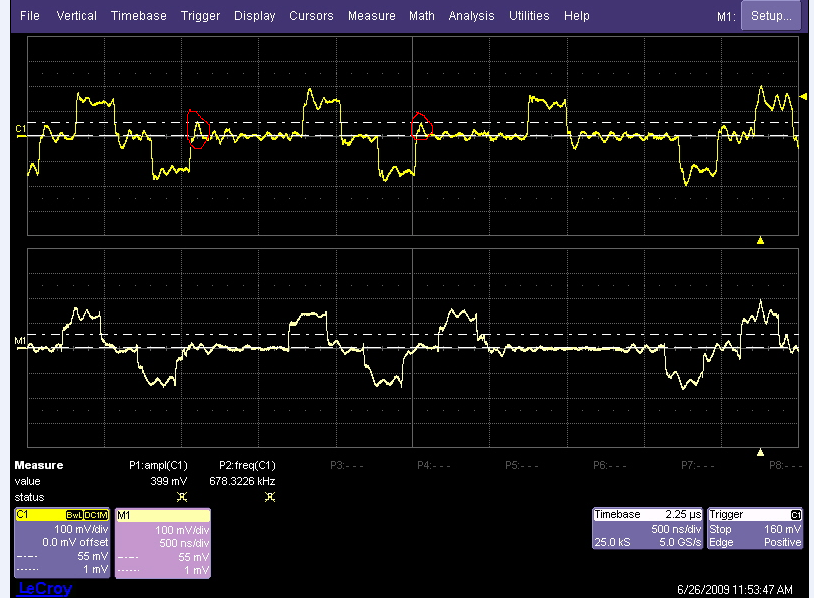 File Vertical Timebase Trigger Display Cursors Measure Math Analysis Utilities Help M1: Setup...
C1
M1
Measure P1:ampl(C1) P2:freq(C1) P3:- - - P4:- - - P5:- - - P6:- - - P7:- - - P8:- - -
value 399 mV 678.3226 kHz
status
C1 BwL DC1M
100 mV/div
0.0 mV offset
55 mV
1 mV
M1
100 mV/div
500 ns/div
55 mV
1 mV
Timebase 2.25 µs
500 ns/div
25.0 kS 5.0 GS/s
Trigger C1
Stop 160 mV
Edge Positive
LeCroy
6/26/2009 11:53:47 AM